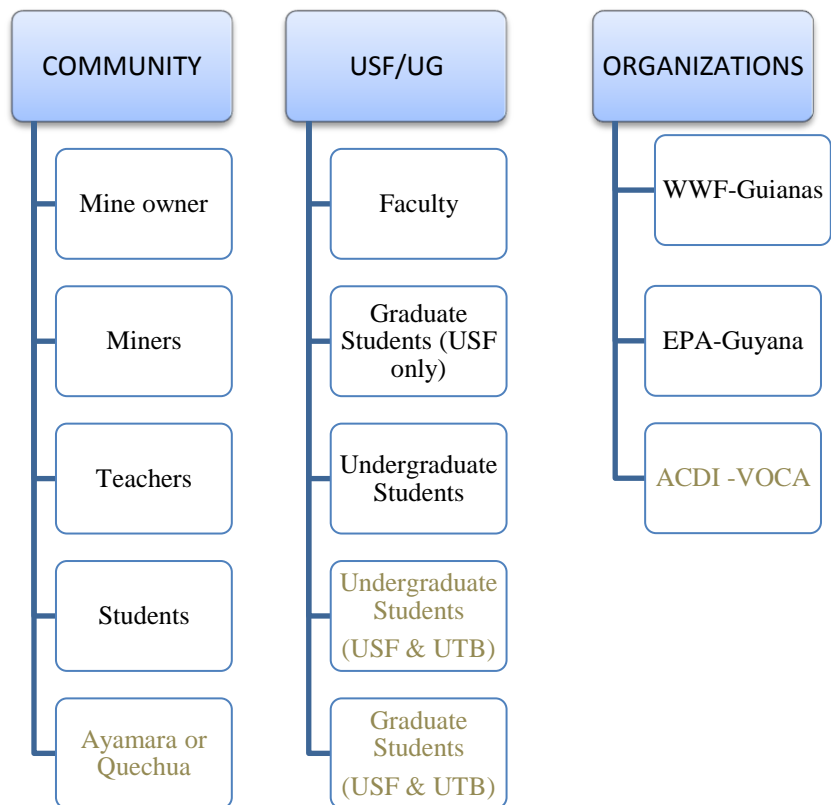 COMMUNITY
Mine owner
Miners
Teachers
Students
Ayamara or
Quechua
USF/UG
Faculty
Graduate
Students (USF
only)
Undergraduate
Students
Undergraduate
Students
(USF & UTB)
Graduate
Students
(USF & UTB)
ORGANIZATIONS
WWF-Guianas
EPA-Guyana
ACDI -VOCA